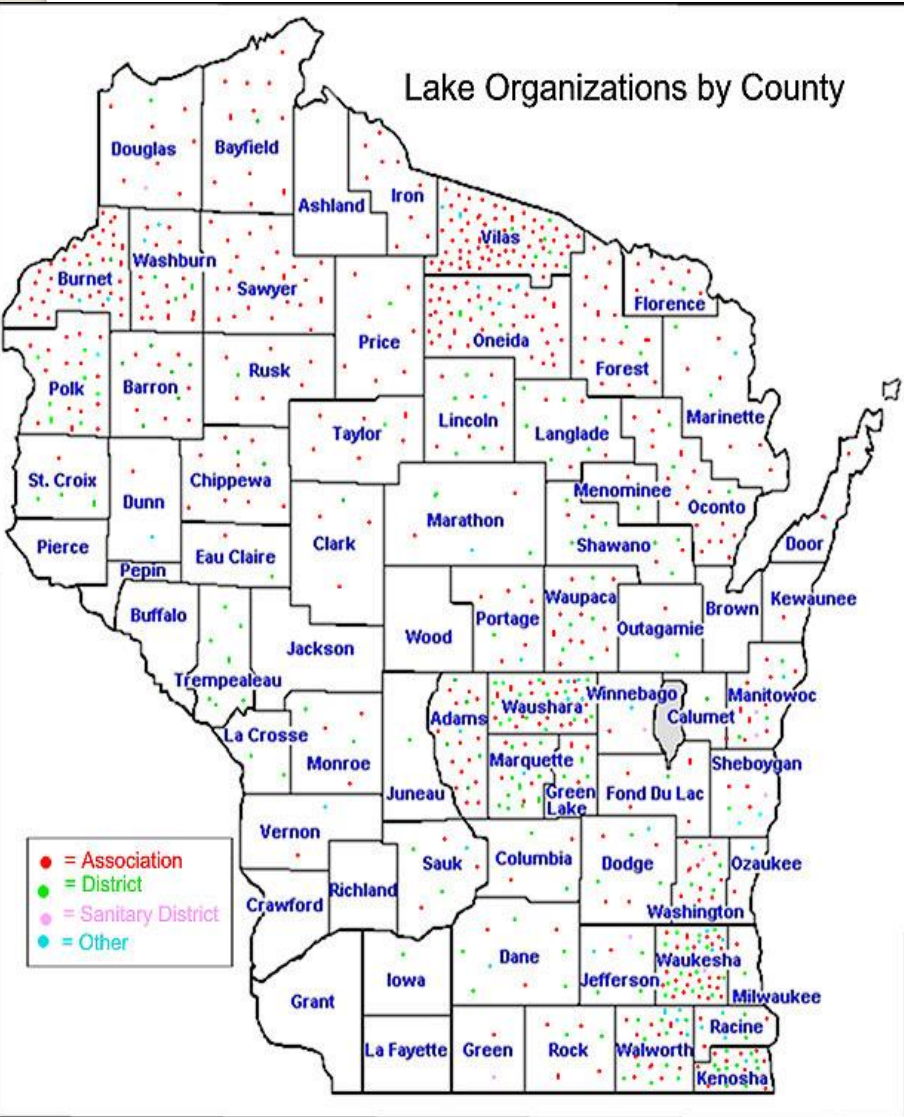 Lake Organizations by County
Douglas
Bayfield
Ashland
Iron
Vilas
Burnet
Washburn
Sawyer
Florence
Price
Oneida
Forest
Polk
Barron
Rusk
Marinette
Taylor
Lincoln
Langlade
St. Croix
Dunn
Chippewa
Menominee
Oconto
Marathon
Pierce
Eau Claire
Clark
Shawano
Door
Pepin
Buffalo
Waupaca
Portage
Brown
Kewaunee
Outagamie
Wood
Jackson
Trempealeau
Adams
Waushara
Winnebago
Manitowoc
Calumet
La Crosse
Monroe
Marquette
Sheboygan
Juneau
Green
Lake
Fond Du Lac
Vernon
Sauk
Columbia
Dodge
Ozaukee
= Association
= District
= Sanitary District
= Other
Richland
Crawford
Washington
Dane
Waukesha
Iowa
Jefferson
Milwaukee
Grant
Racine
La Fayette
Green
Rock
Walworth
Kenosha